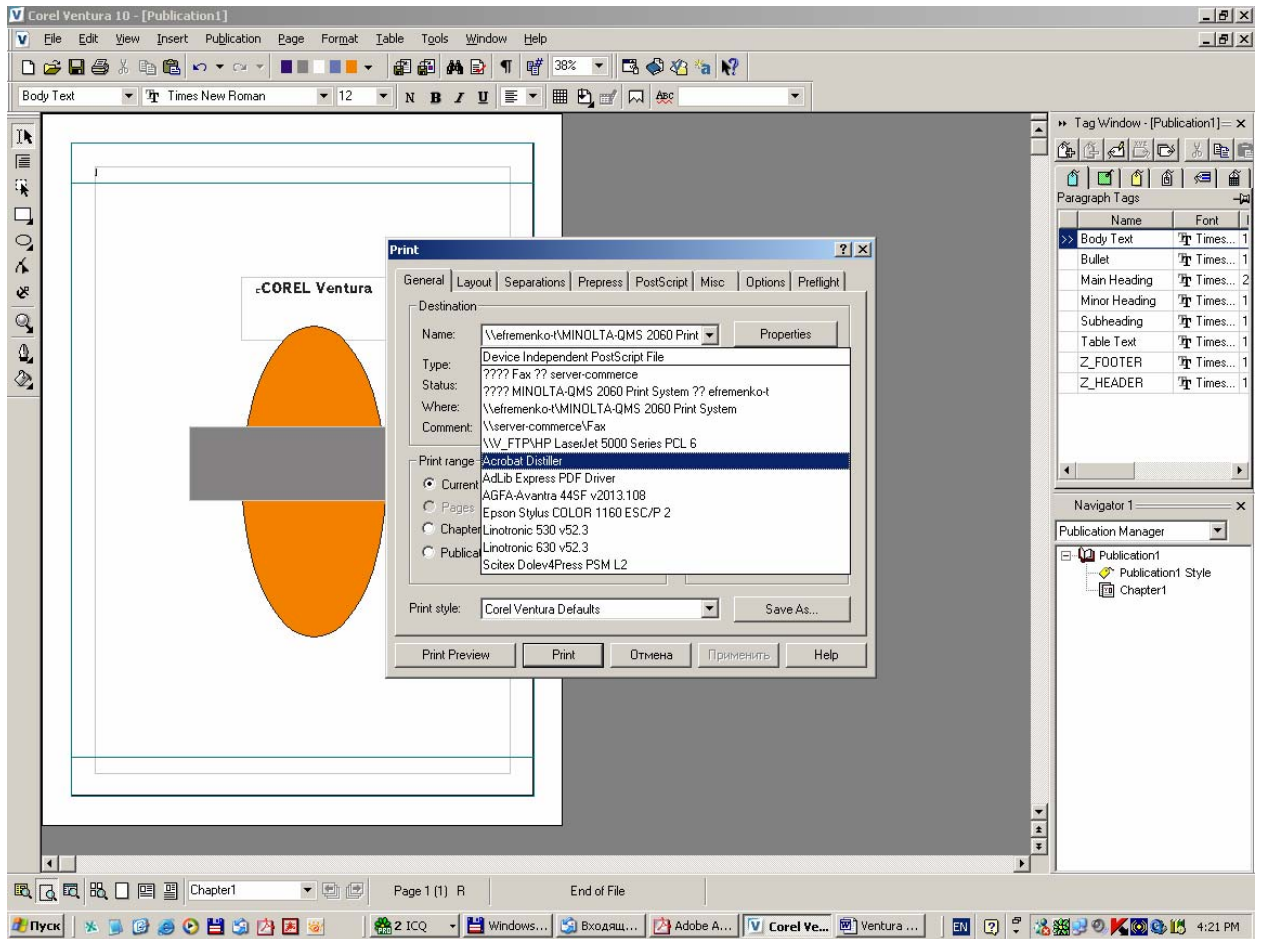 Corel Ventura 10 - [Publication1]
File Edit View Insert Publication Page Format Table Tools Window Help
38%
Body Text Times New Roman 12 N B I U ABC
Tag Window - [Publication1]
Paragraph Tags
Name Font
>> Body Text Times... 1
Bullet Times... 1
Main Heading Times... 2
Minor Heading Times... 1
Subheading Times... 1
Table Text Times... 1
Z_FOOTER Times... 1
Z_HEADER Times... 1
COREL Ventura
Print
General Layout Separations Prepress PostScript Misc Options Preflight
Destination
Name: \\efremenko-t\MINOLTA-QMS 2060 Print Properties
Type:
Status:
Where:
Comment:
Device Independent PostScript File
???? Fax ?? server-commerce
???? MINOLTA-QMS 2060 Print System ?? efremenko-t
\\efremenko-t\MINOLTA-QMS 2060 Print System
\\server-commerce\Fax
\\V_FTP\HP LaserJet 5000 Series PCL 6
Acrobat Distiller
AdLib Express PDF Driver
AGFA-Avantra 44SF v2013.108
Epson Stylus COLOR 1160 ESC/P 2
Linotronic 530 v52.3
Linotronic 630 v52.3
Scitex Dolev4Press PSM L2
Print range
Current
Pages
Chapter
Publica
Print style: Corel Ventura Defaults Save As...
Print Preview Print Отмена Применить Help
Navigator 1
Publication Manager
Publication1
Publication1 Style
Chapter1
Chapter1 Page 1 (1) R End of File
Пуск 2 ICQ Windows... Входящ... Adobe A... Corel Ve... Ventura ... EN 4:21 PM